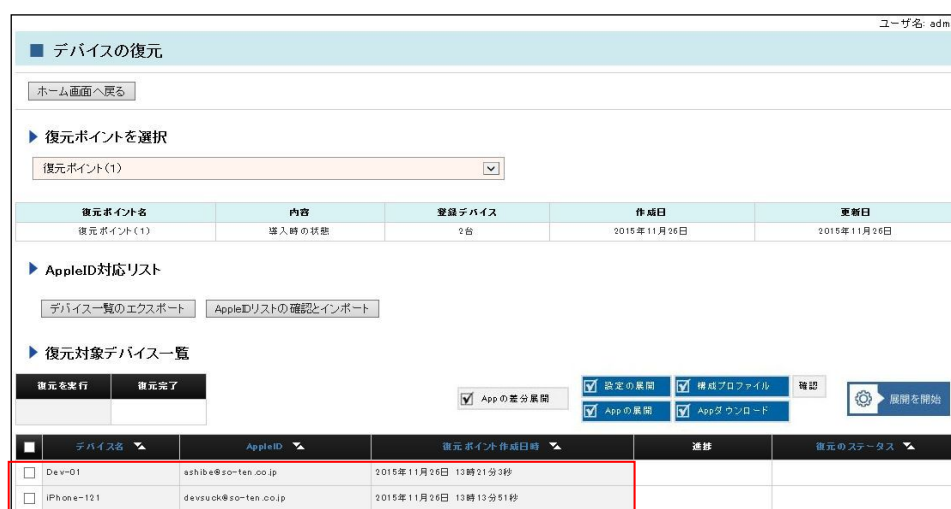 ユーザ名: adm
デバイスの復元
ホーム画面へ戻る
復元ポイントを選択
復元ポイント(1)
復元ポイント名 内容 登録デバイス 作成日 更新日
復元ポイント(1) 導入時の状態 2台 2015年11月26日 2015年11月26日
AppleID対応リスト
デバイス一覧のエクスポート AppleIDリストの確認とインポート
復元対象デバイス一覧
復元を実行 復元完了
Appの差分展開
設定の展開 構成プロファイル 確認
Appの展開 Appダウンロード
展開を開始
デバイス名 AppleID 復元ポイント作成日時 進捗 復元のステータス
Dev-01 ashibe@so-ten.co.jp 2015年11月26日 13時21分3秒
iPhone-121 devsuck@so-ten.co.jp 2015年11月26日 13時13分51秒